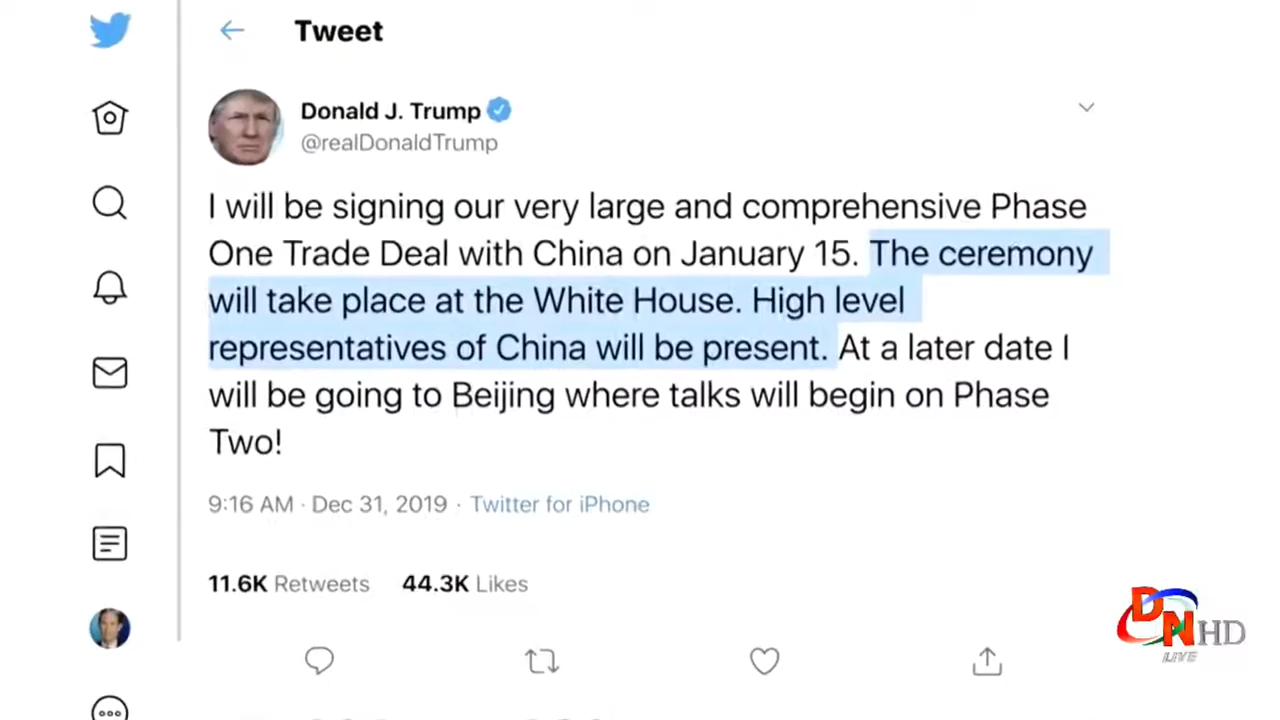 Tweet
Donald J. Trump
@realDonaldTrump
I will be signing our very large and comprehensive Phase
One Trade Deal with China on January 15. The ceremony
will take place at the White House. High level
representatives of China will be present. At a later date I
will be going to Beijing where talks will begin on Phase
Two!
9:16 AM · Dec 31, 2019 · Twitter for iPhone
11.6K Retweets 44.3K Likes
DN HD
LIVE